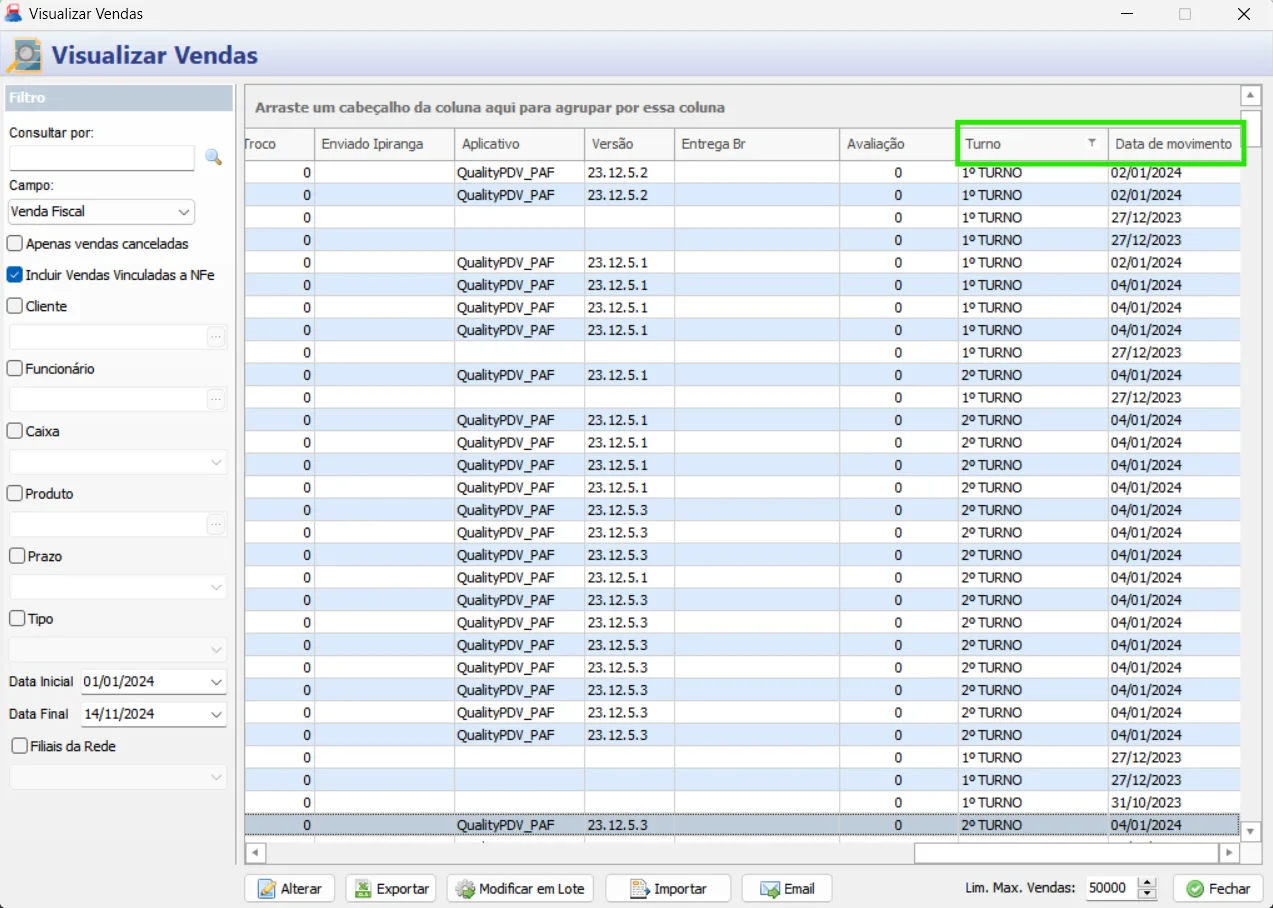 Visualizar Vendas
Visualizar Vendas
Filtro
Consultar por:
Campo:
Venda Fiscal
Apenas vendas canceladas
Incluir Vendas Vinculadas a NFe
Cliente
Funcionário
Caixa
Produto
Prazo
Tipo
Data Inicial 01/01/2024
Data Final 14/11/2024
Filiais da Rede
Arraste um cabeçalho da coluna aqui para agrupar por essa coluna
Troco Enviado Ipiranga Aplicativo Versão Entrega Br Avaliação Turno Data de movimento
0 QualityPDV_PAF 23.12.5.2 0 1º TURNO 02/01/2024
0 QualityPDV_PAF 23.12.5.2 0 1º TURNO 02/01/2024
0 0 1º TURNO 27/12/2023
0 0 1º TURNO 27/12/2023
0 QualityPDV_PAF 23.12.5.1 0 1º TURNO 02/01/2024
0 QualityPDV_PAF 23.12.5.1 0 1º TURNO 04/01/2024
0 QualityPDV_PAF 23.12.5.1 0 1º TURNO 04/01/2024
0 QualityPDV_PAF 23.12.5.1 0 1º TURNO 04/01/2024
0 0 1º TURNO 27/12/2023
0 QualityPDV_PAF 23.12.5.1 0 2º TURNO 04/01/2024
0 0 1º TURNO 27/12/2023
0 QualityPDV_PAF 23.12.5.1 0 2º TURNO 04/01/2024
0 QualityPDV_PAF 23.12.5.1 0 2º TURNO 04/01/2024
0 QualityPDV_PAF 23.12.5.1 0 2º TURNO 04/01/2024
0 QualityPDV_PAF 23.12.5.1 0 2º TURNO 04/01/2024
0 QualityPDV_PAF 23.12.5.3 0 2º TURNO 04/01/2024
0 QualityPDV_PAF 23.12.5.3 0 2º TURNO 04/01/2024
0 QualityPDV_PAF 23.12.5.3 0 2º TURNO 04/01/2024
0 QualityPDV_PAF 23.12.5.1 0 2º TURNO 04/01/2024
0 QualityPDV_PAF 23.12.5.3 0 2º TURNO 04/01/2024
0 QualityPDV_PAF 23.12.5.3 0 2º TURNO 04/01/2024
0 QualityPDV_PAF 23.12.5.3 0 2º TURNO 04/01/2024
0 QualityPDV_PAF 23.12.5.3 0 2º TURNO 04/01/2024
0 QualityPDV_PAF 23.12.5.3 0 2º TURNO 04/01/2024
0 QualityPDV_PAF 23.12.5.3 0 2º TURNO 04/01/2024
0 QualityPDV_PAF 23.12.5.3 0 2º TURNO 04/01/2024
0 0 1º TURNO 27/12/2023
0 0 1º TURNO 27/12/2023
0 0 1º TURNO 31/10/2023
0 QualityPDV_PAF 23.12.5.3 0 2º TURNO 04/01/2024
Alterar Exportar Modificar em Lote Importar Email Lim. Max. Vendas: 50000 Fechar